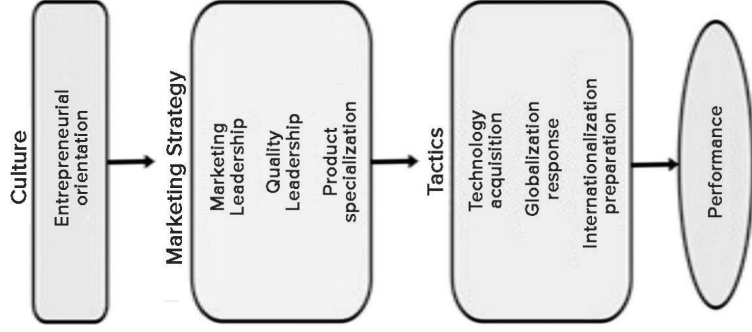 Culture
Entrepreneurial
orientation
Marketing Strategy
Marketing
Leadership
Quality
Leadership
Product
specialization
Tactics
Technology
acquisition
Globalization
response
Internationalization
preparation
Performance